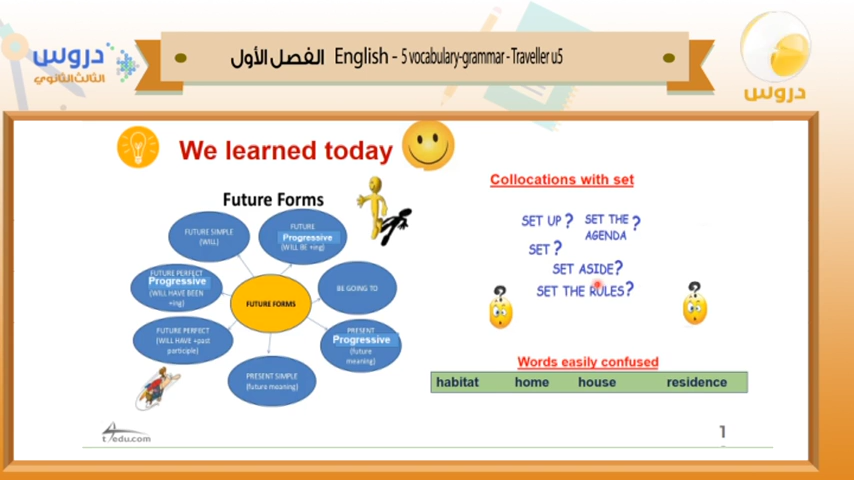 دروس
الثالث الثانوي
الفصل الأول English - 5 vocabulary-grammar - Traveller u5
دروس
We learned today
Future Forms
FUTURE SIMPLE
(WILL)
FUTURE
Progressive
(WILL BE +ing)
FUTURE PERFECT
Progressive
(WILL HAVE BEEN
+ing)
FUTURE FORMS
BE GOING TO
FUTURE PERFECT
(WILL HAVE +past
participle)
PRESENT
Progressive
(future
meaning)
PRESENT SIMPLE
(future meaning)
Collocations with set
SET UP?
SET THE
AGENDA ?
SET?
SET ASIDE?
SET THE RULES?
Words easily confused
habitat home house residence
t4edu.com
1